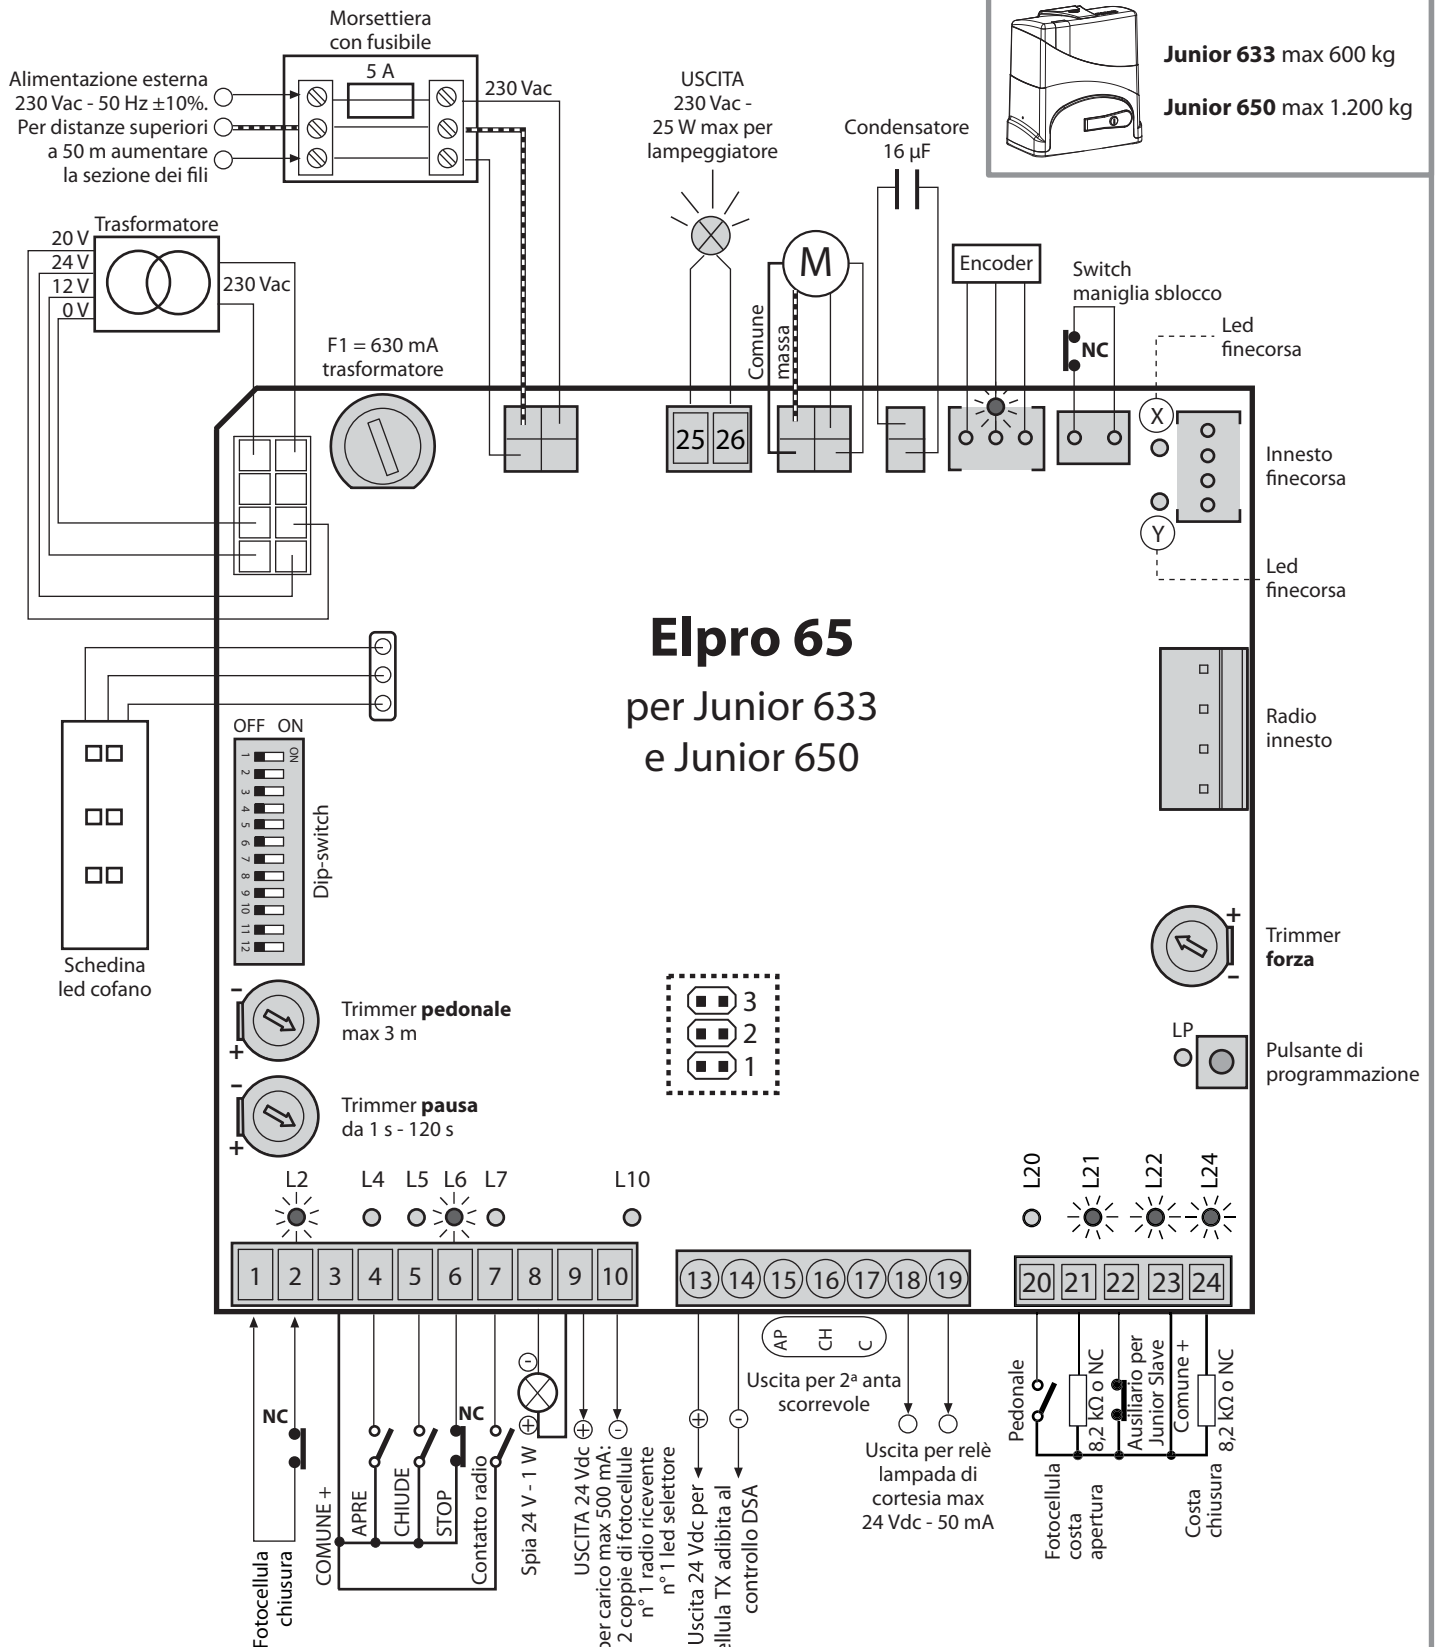 Morsettiera
con fusibile
5 A
230 Vac
Alimentazione esterna
230 Vac - 50 Hz ±10%.
Per distanze superiori
a 50 m aumentare
la sezione dei fili
USCITA
230 Vac -
25 W max per
lampeggiatore
Condensatore
16 µF
Junior 633 max 600 kg
Junior 650 max 1.200 kg
Trasformatore
20 V
24 V
12 V
0 V
230 Vac
F1 = 630 mA
trasformatore
M
Comune
massa
Encoder
Switch
maniglia sblocco
NC
Led
finecorsa
X
25
26
Innesto
finecorsa
Y
Led
finecorsa
Elpro 65
per Junior 633
e Junior 650
OFF ON
ON
1
2
3
4
5
6
7
8
9
10
11
12
Dip-switch
Schedina
led cofano
Radio
innesto
+
-
Trimmer
forza
-
+
Trimmer pedonale
max 3 m
3
2
1
LP
Pulsante di
programmazione
-
+
Trimmer pausa
da 1 s - 120 s
L2
L4
L5
L6
L7
L10
L20
L21
L22
L24
1
2
3
4
5
6
7
8
9
10
13
14
15
16
17
18
19
20
21
22
23
24
NC
Fotocellula
chiusura
COMUNE +
APRE
CHIUDE
STOP
NC
Contatto radio
-
+
Spia 24 V - 1 W
+
-
USCITA 24 Vdc
per carico max 500 mA:
2 coppie di fotocellule
n° 1 radio ricevente
n° 1 led selettore
+
-
Uscita 24 Vdc per
TX adibita al
controllo DSA
AP
CH
C
Uscita per 2ª anta
scorrevole
Uscita per relè
lampada di
cortesia max
24 Vdc - 50 mA
Pedonale
8,2 kΩ o NC
Fotocellula
costa
apertura
Ausiliario per
Junior Slave
Comune +
8,2 kΩ o NC
Costa
chiusura